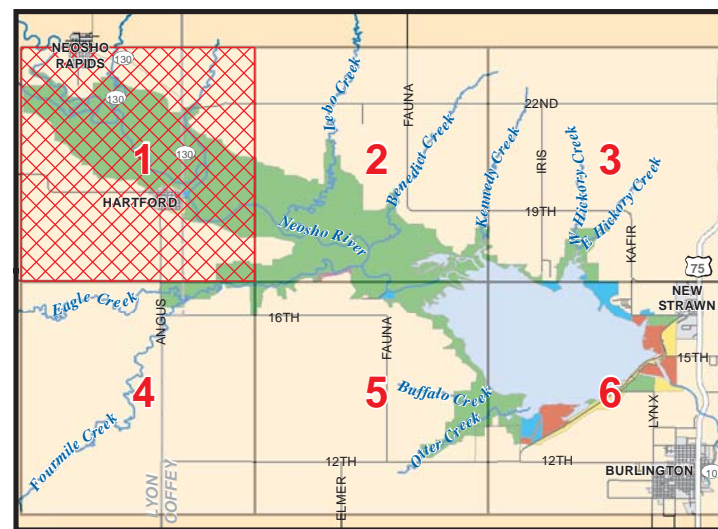 NEOSHO
RAPIDS
130
130
130
1
HARTFORD
Lebo Creek
2
FAUNA
22ND
Benedict Creek
Kennedy Creek
IRIS
3
W Hickory Creek
E Hickory Creek
19TH
Neosho River
KAFIR
75
NEW
STRAWN
Eagle Creek
ANGUS
16TH
FAUNA
15TH
4
5
6
Buffalo Creek
LYNX
Fourmile Creek
Otter Creek
12TH
12TH
LYON
COFFEY
ELMER
BURLINGTON
10